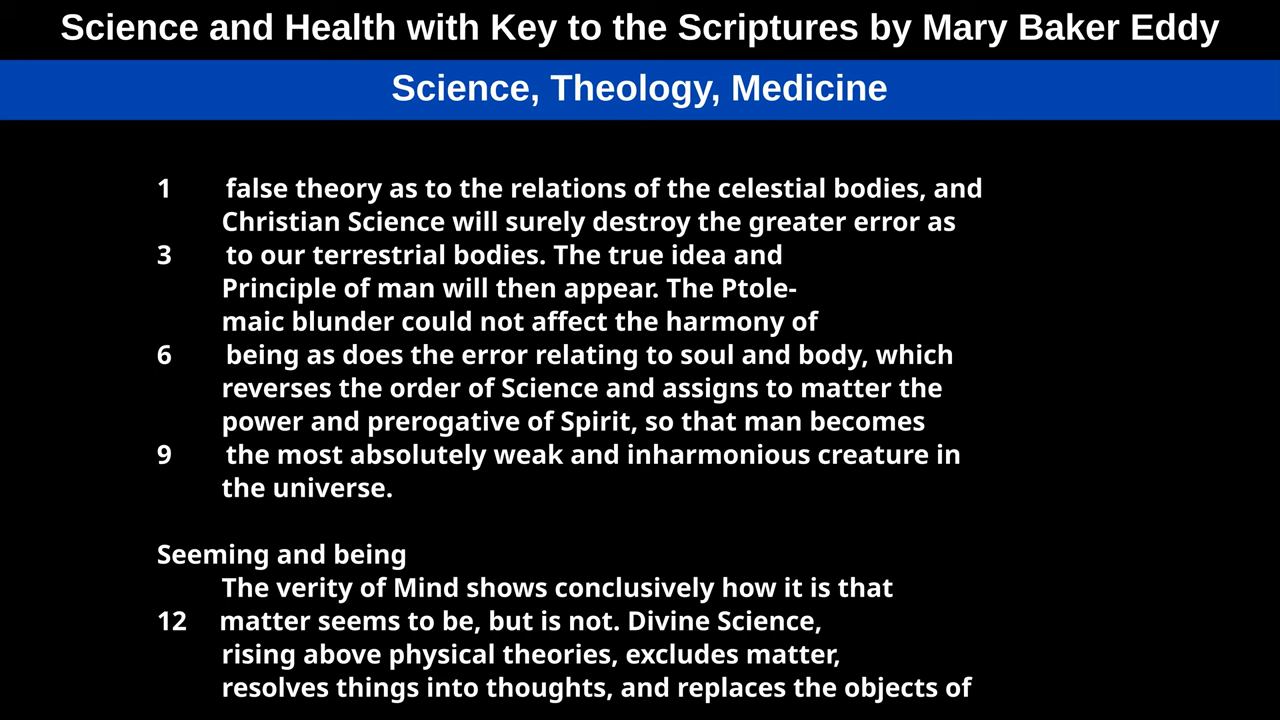 Science and Health with Key to the Scriptures by Mary Baker Eddy
Science, Theology, Medicine
1 false theory as to the relations of the celestial bodies, and
Christian Science will surely destroy the greater error as
3 to our terrestrial bodies. The true idea and
Principle of man will then appear. The Ptole-
maic blunder could not affect the harmony of
6 being as does the error relating to soul and body, which
reverses the order of Science and assigns to matter the
power and prerogative of Spirit, so that man becomes
9 the most absolutely weak and inharmonious creature in
the universe.
Seeming and being
The verity of Mind shows conclusively how it is that
12 matter seems to be, but is not. Divine Science,
rising above physical theories, excludes matter,
resolves things into thoughts, and replaces the objects of